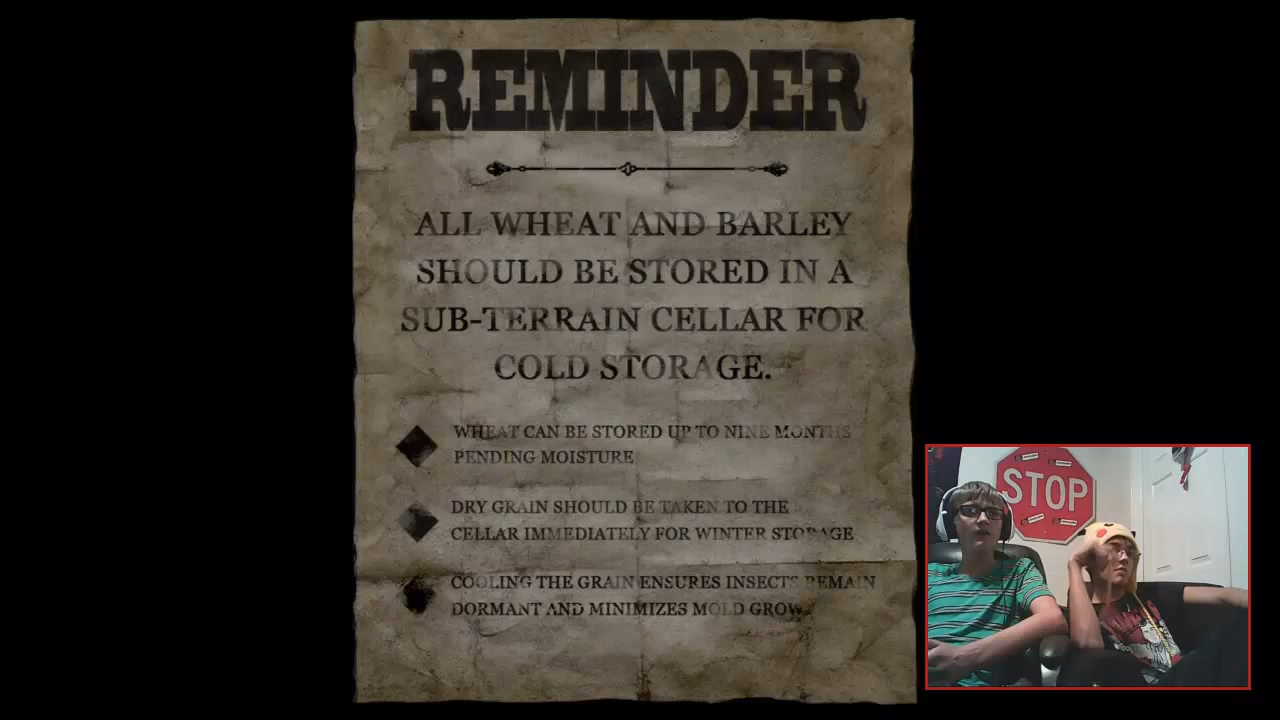 REMINDER
ALL WHEAT AND BARLEY
SHOULD BE STORED IN A
SUB-TERRAIN CELLAR FOR
COLD STORAGE.
WHEAT CAN BE STORED UP TO NINE MONTHS
PENDING MOISTURE
DRY GRAIN SHOULD BE TAKEN TO THE
CELLAR IMMEDIATELY FOR WINTER STORAGE
COOLING THE GRAIN ENSURES INSECTS REMAIN
DORMANT AND MINIMIZES MOLD
STOP